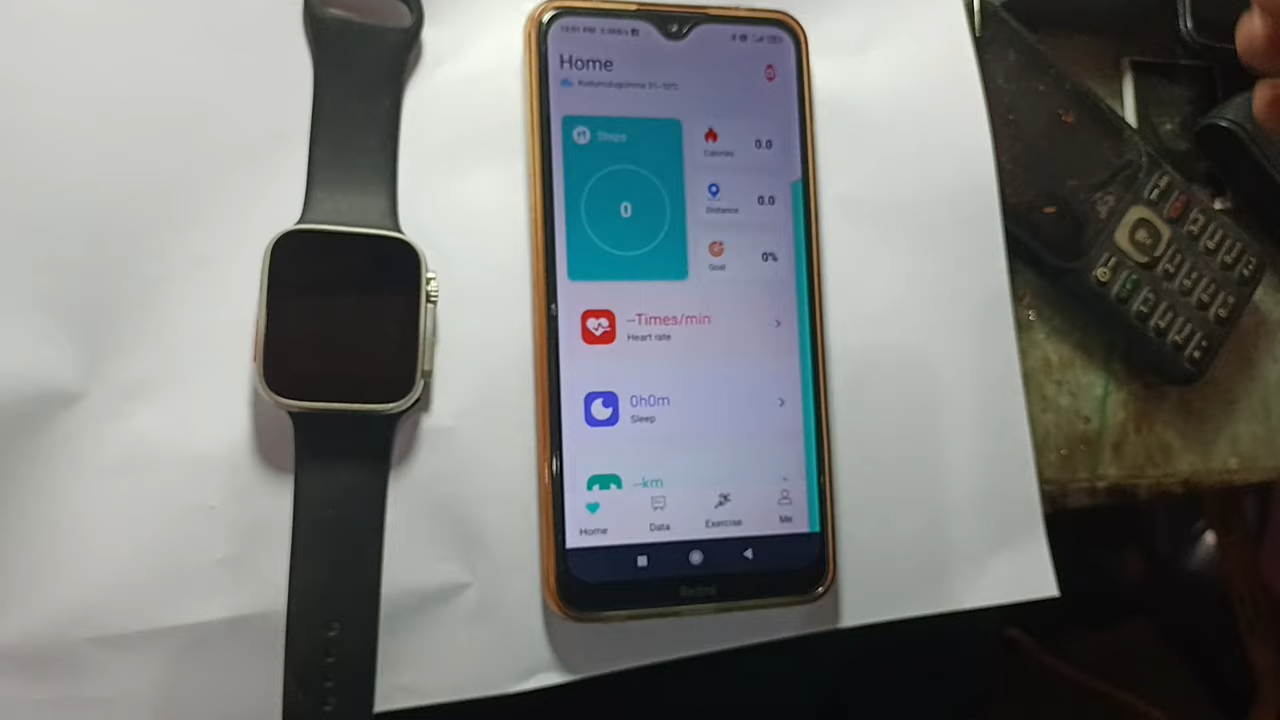 Home
Steps
0
Calories
0.0
Distance
0.0
Goal
0%
--Times/min
Heart rate
0h0m
Sleep
--km
Home
Data
Exercise
Me
Redmi